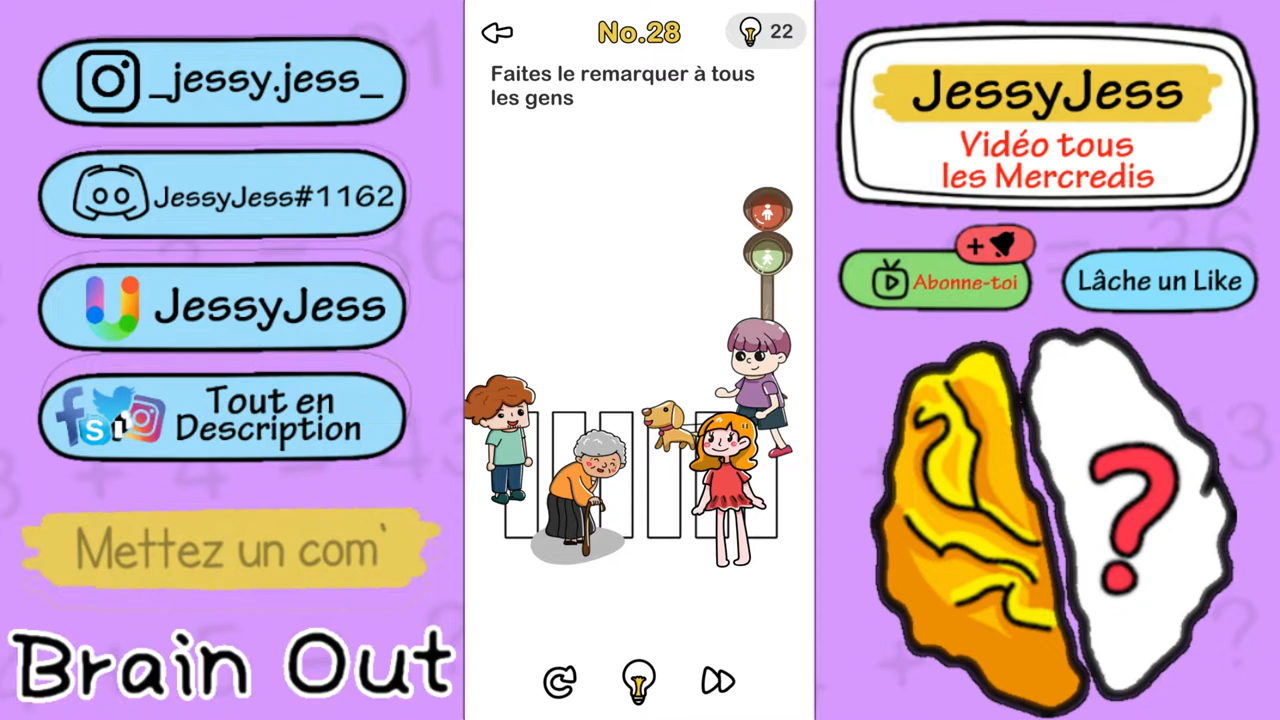 _jessy.jess_
JessyJess#1162
JessyJess
Tout en
Description
Mettez un com'
Brain Out
No.28
22
Faites le remarquer à tous
les gens
JessyJess
Vidéo tous
les Mercredis
+
Abonne-toi
Lâche un Like
?